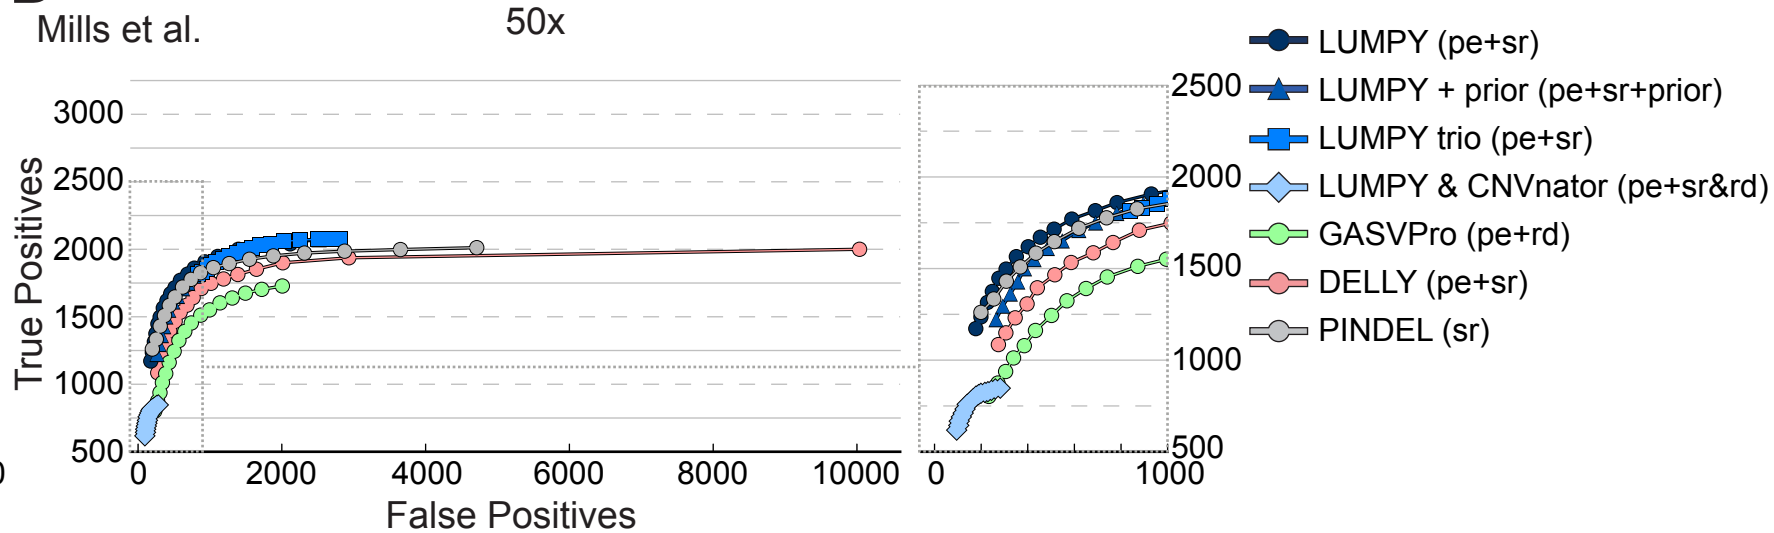 Mills et al.
50x
True Positives
3000
2500
2000
1500
1000
500
0
2000
4000
6000
8000
10000
False Positives
2500
2000
1500
1000
500
0
1000
LUMPY (pe+sr)
LUMPY + prior (pe+sr+prior)
LUMPY trio (pe+sr)
LUMPY & CNVnator (pe+sr&rd)
GASVPro (pe+rd)
DELLY (pe+sr)
PINDEL (sr)